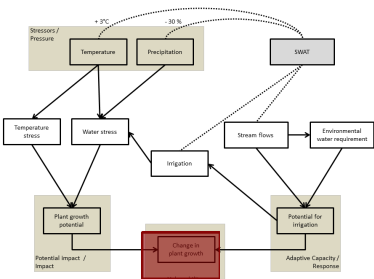 Stressors /
Pressure
+ 3°C
- 30 %
Temperature
Precipitation
SWAT
Temperature
stress
Water stress
Stream flows
Environmental
water requirement
Irrigation
Plant growth
potential
Potential for
irrigation
Change in
plant growth
Potential Impact /
Impact
Adaptive Capacity /
Response